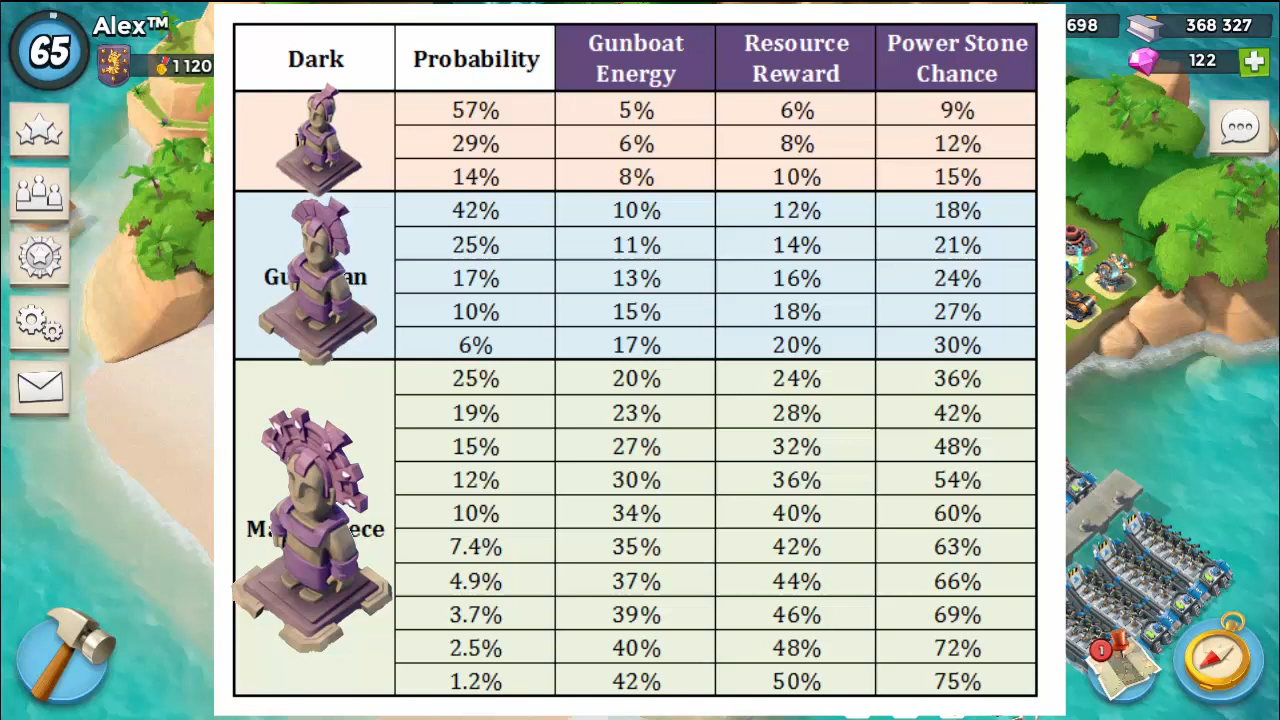 65
Alex™
1 120
698
368 327
122
Dark Probability Gunboat Energy Resource Reward Power Stone Chance
57% 5% 6% 9%
29% 6% 8% 12%
14% 8% 10% 15%
42% 10% 12% 18%
25% 11% 14% 21%
17% 13% 16% 24%
10% 15% 18% 27%
6% 17% 20% 30%
25% 20% 24% 36%
19% 23% 28% 42%
15% 27% 32% 48%
12% 30% 36% 54%
10% 34% 40% 60%
7.4% 35% 42% 63%
4.9% 37% 44% 66%
3.7% 39% 46% 69%
2.5% 40% 48% 72%
1.2% 42% 50% 75%
1